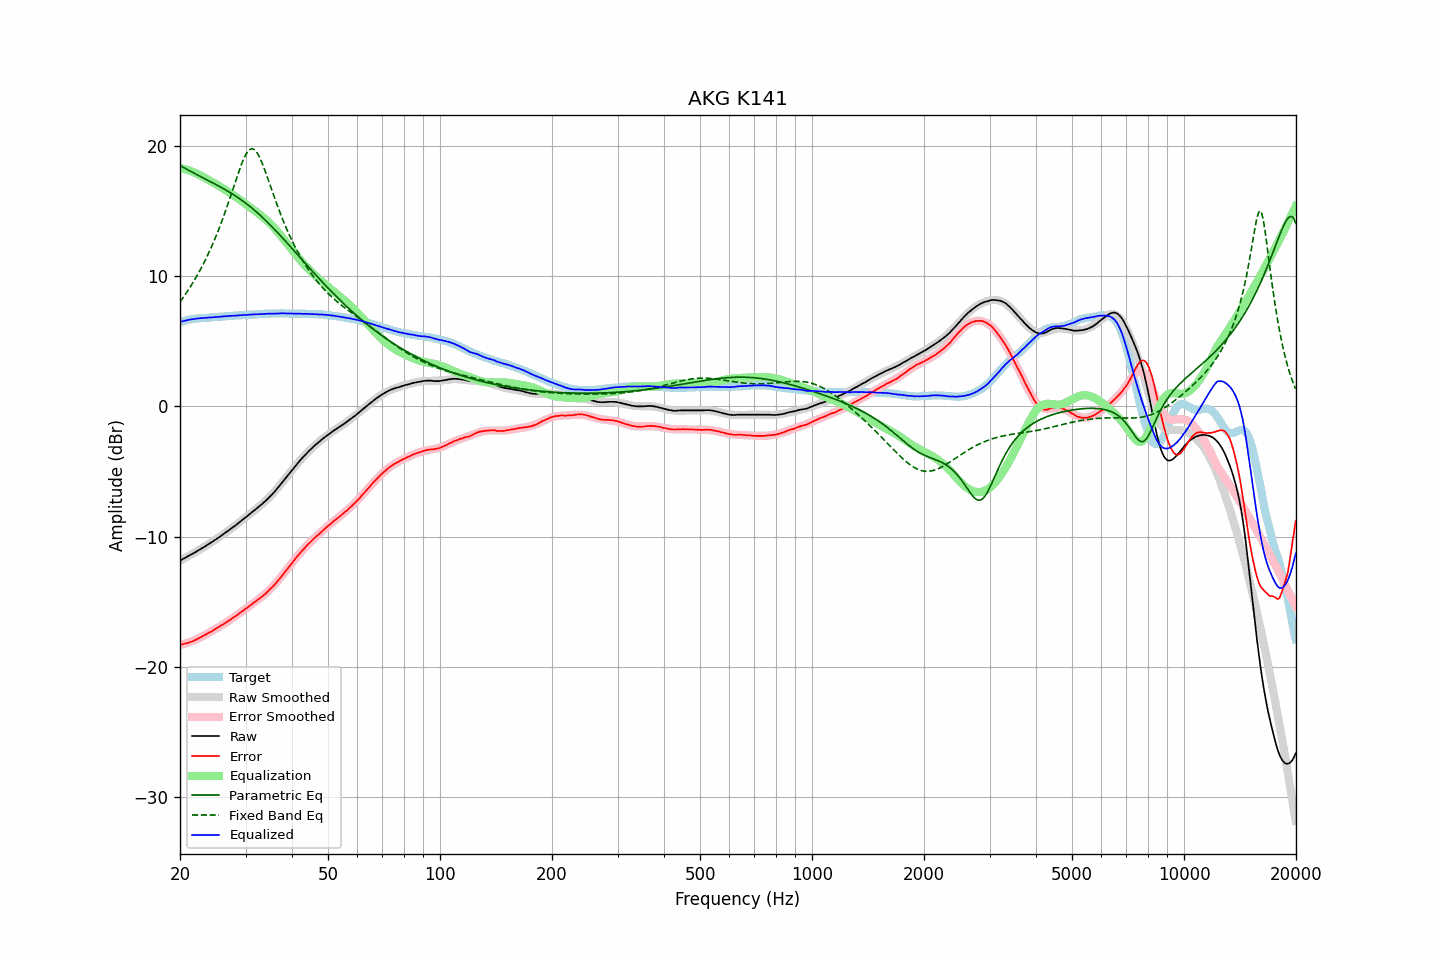 AKG K141
20
10
0
−10
−20
−30
Amplitude (dBr)
Target
Raw Smoothed
Error Smoothed
Raw
Error
Equalization
Parametric Eq
Fixed Band Eq
Equalized
20 50 100 200 500 1000 2000 5000 10000 20000
Frequency (Hz)